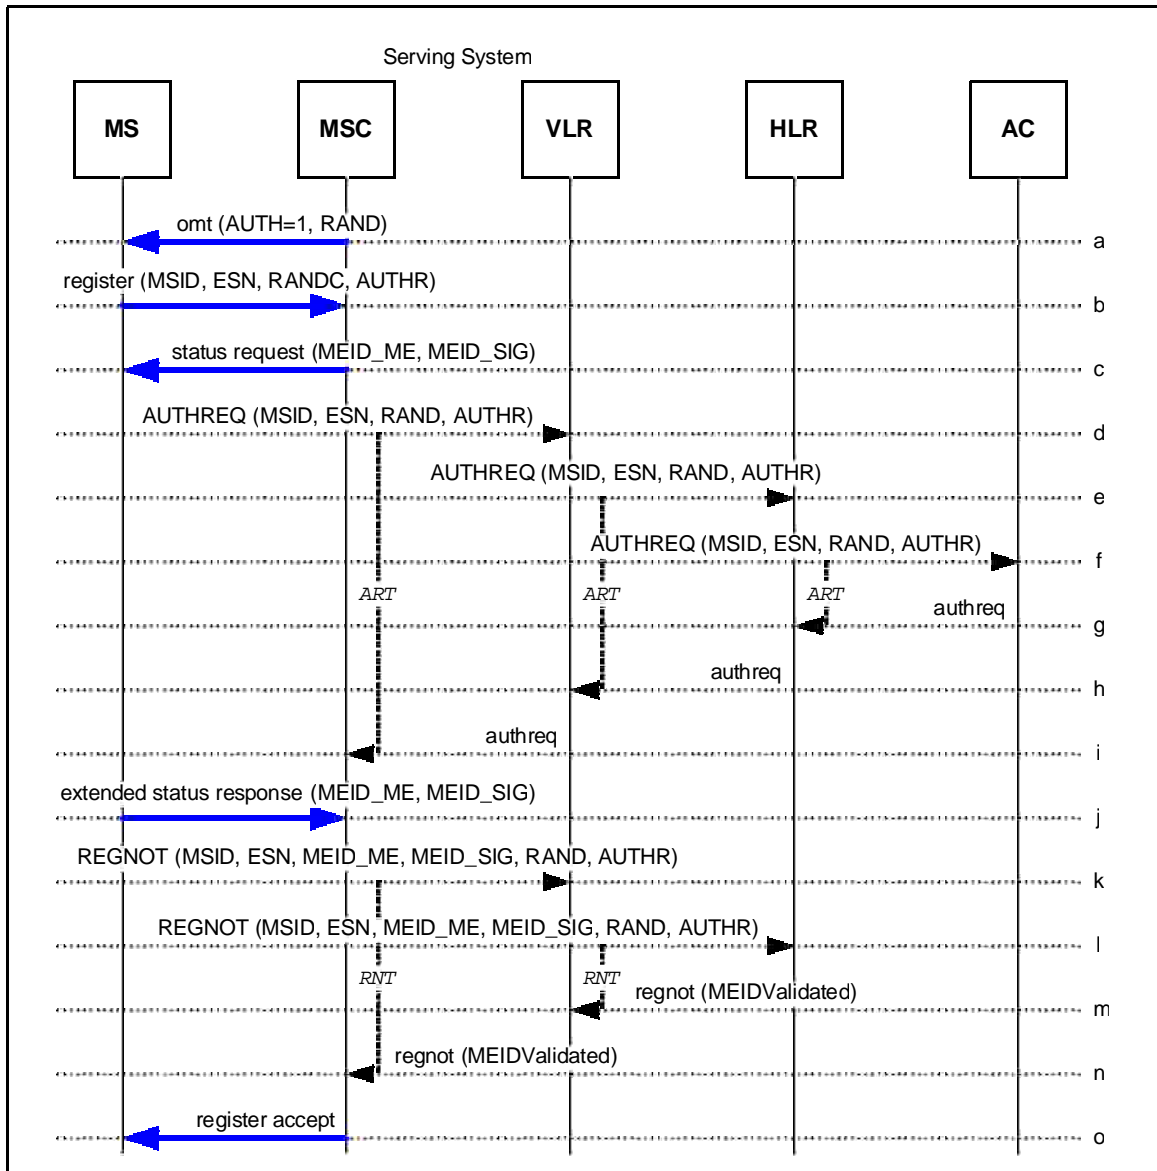 Serving System
MS MSC VLR HLR AC
omt (AUTH=1, RAND) a
register (MSID, ESN, RANDC, AUTHR) b
status request (MEID_ME, MEID_SIG) c
AUTHREQ (MSID, ESN, RAND, AUTHR) d
AUTHREQ (MSID, ESN, RAND, AUTHR) e
AUTHREQ (MSID, ESN, RAND, AUTHR) f
ART ART ART
authreq g
authreq h
authreq i
extended status response (MEID_ME, MEID_SIG) j
REGNOT (MSID, ESN, MEID_ME, MEID_SIG, RAND, AUTHR) k
REGNOT (MSID, ESN, MEID_ME, MEID_SIG, RAND, AUTHR) l
RNT RNT
regnot (MEIDValidated) m
regnot (MEIDValidated) n
register accept o